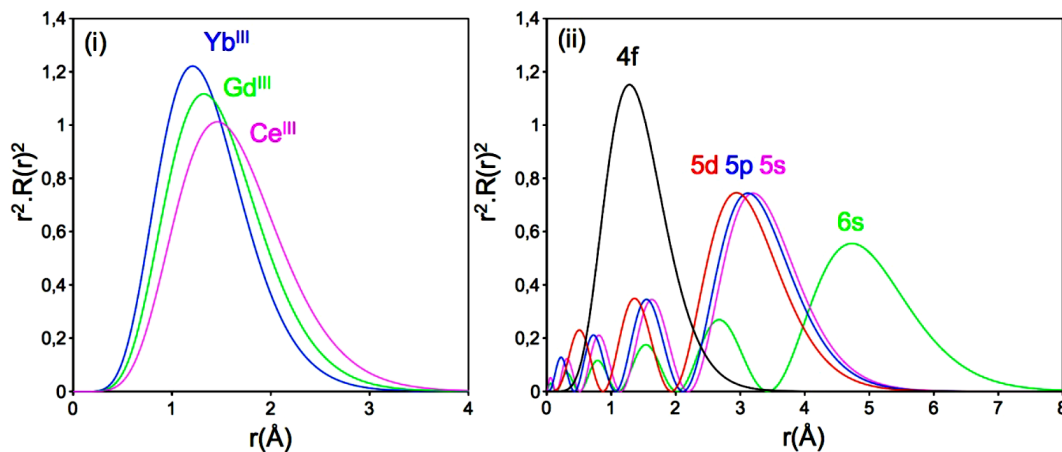 (i)
Yb^III
Gd^III
Ce^III
r².R(r)²
1,4
1,2
1
0,8
0,6
0,4
0,2
0
0 1 2 3 4
r(Å)
(ii)
4f
5d 5p 5s
6s
r².R(r)²
1,4
1,2
1
0,8
0,6
0,4
0,2
0
0 1 2 3 4 5 6 7 8
r(Å)